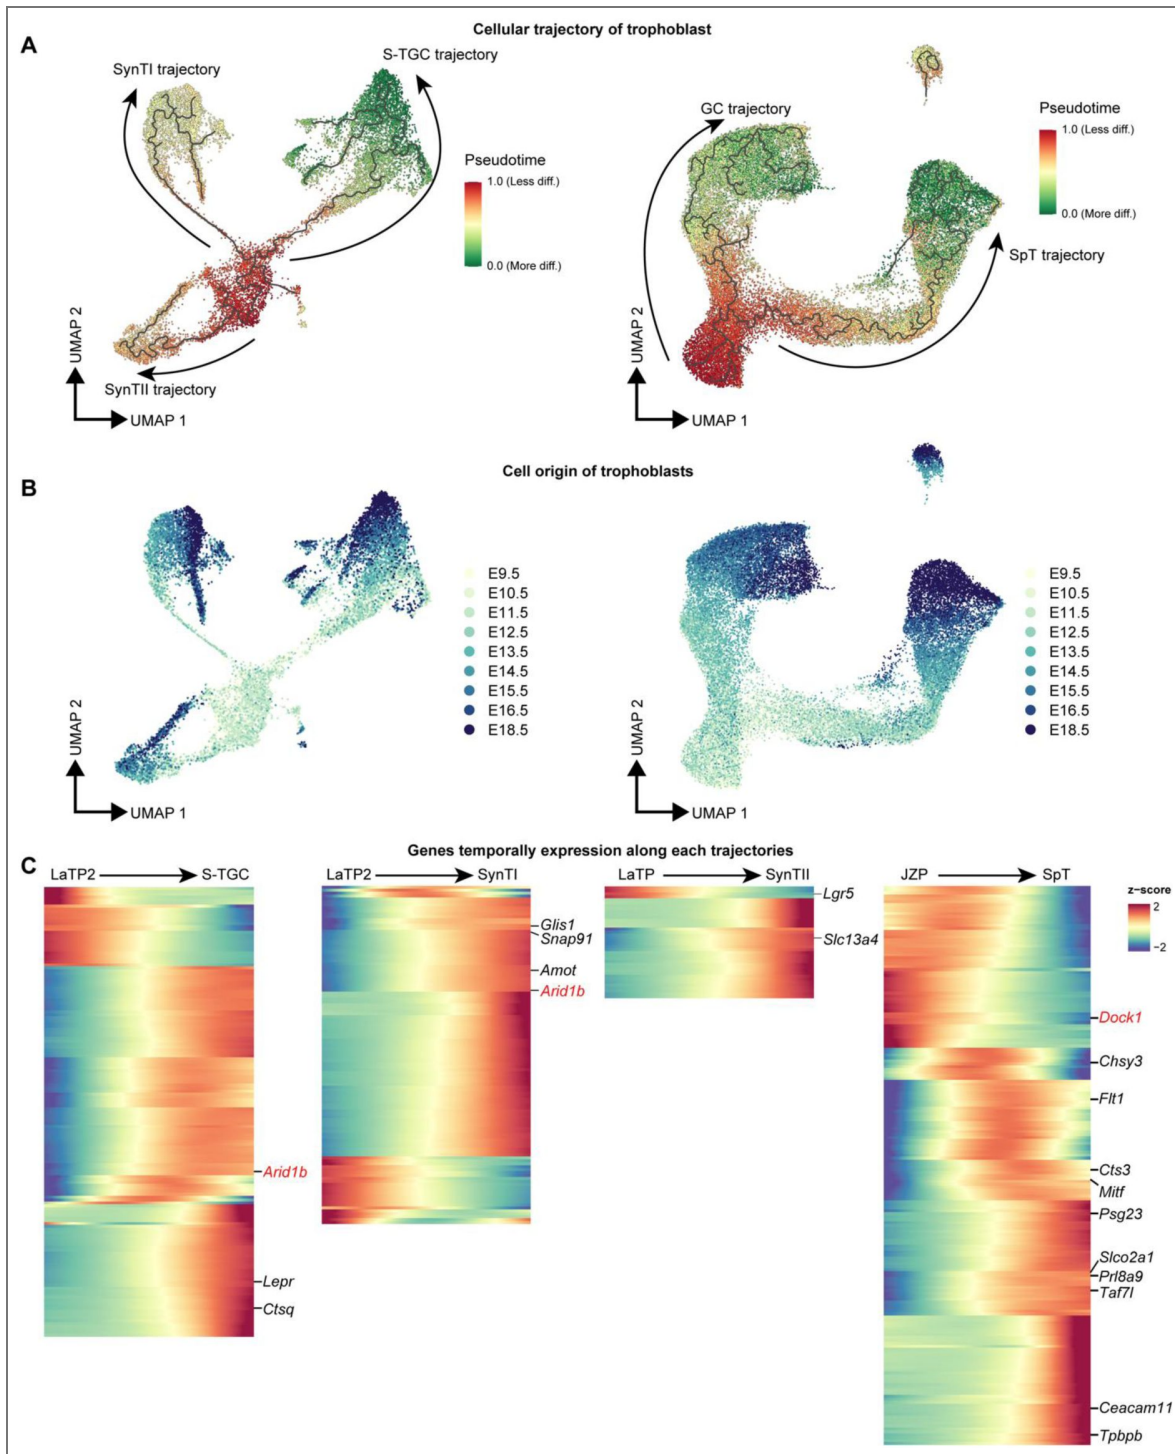 A
Cellular trajectory of trophoblast
SynTI trajectory
S-TGC trajectory
SynTII trajectory
Pseudotime
1.0 (Less diff.)
0.0 (More diff.)
UMAP 2
UMAP 1
GC trajectory
SpT trajectory
Pseudotime
1.0 (Less diff.)
0.0 (More diff.)
UMAP 2
UMAP 1
B
Cell origin of trophoblasts
E9.5
E10.5
E11.5
E12.5
E13.5
E14.5
E15.5
E16.5
E18.5
UMAP 2
UMAP 1
E9.5
E10.5
E11.5
E12.5
E13.5
E14.5
E15.5
E16.5
E18.5
UMAP 2
UMAP 1
C
Genes temporally expression along each trajectories
LaTP2 S-TGC
Arid1b
Lepr
Ctsq
LaTP2 SynTI
Glis1
Snap91
Amot
Arid1b
LaTP SynTII
Lgr5
Slc13a4
JZP SpT
Dock1
Chsy3
Flt1
Cts3
Mitf
Psg23
Slco2a1
Prl8a9
Taf7l
Ceacam11
Tpbpb
z-score
2
−2